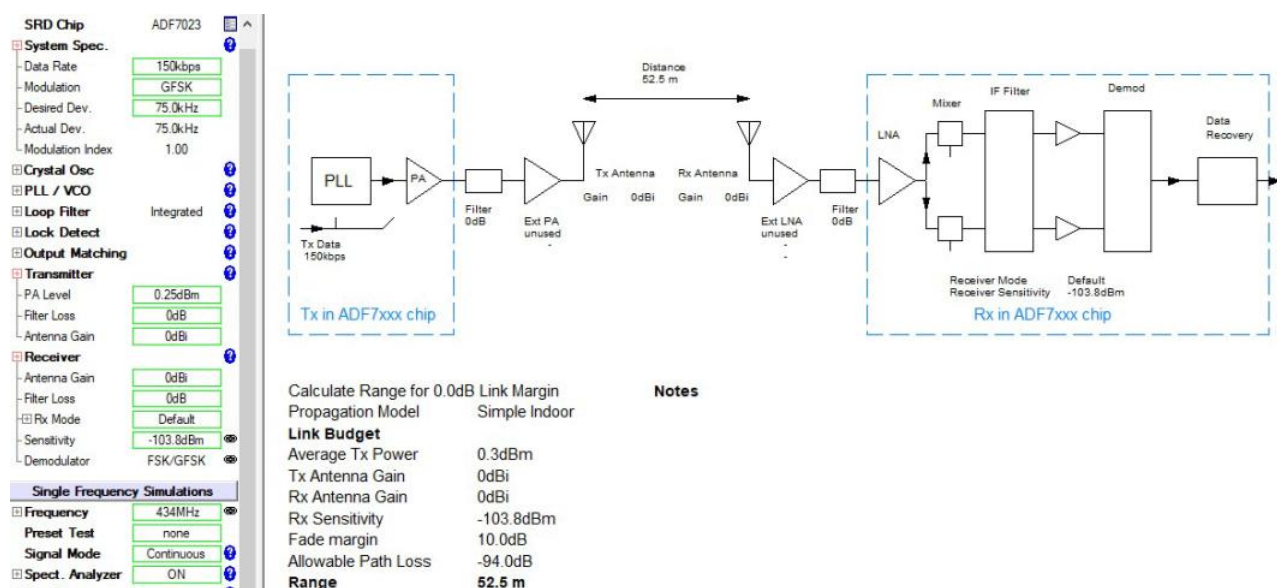 SRD Chip ADF7023
System Spec.
Data Rate 150kbps
Modulation GFSK
Desired Dev. 75.0kHz
Actual Dev. 75.0kHz
Modulation Index 1.00
Crystal Osc
PLL / VCO
Loop Filter Integrated
Lock Detect
Output Matching
Transmitter
PA Level 0.25dBm
Filter Loss 0dB
Antenna Gain 0dBi
Receiver
Antenna Gain 0dBi
Filter Loss 0dB
Rx Mode Default
Sensitivity -103.8dBm
Demodulator FSK/GFSK
Single Frequency Simulations
Frequency 434MHz
Preset Test none
Signal Mode Continuous
Spect. Analyzer ON
Distance
52.5 m
PLL
PA
Tx Data
150kbps
Filter
0dB
Ext PA
unused
-
Tx Antenna
Gain 0dBi
Rx Antenna
Gain 0dBi
Ext LNA
unused
-
-
Filter
0dB
LNA
Mixer
IF Filter
Demod
Data
Recovery
Receiver Mode Default
Receiver Sensitivity -103.8dBm
Tx in ADF7xxx chip
Rx in ADF7xxx chip
Calculate Range for 0.0dB Link Margin
Notes
Propagation Model Simple Indoor
Link Budget
Average Tx Power 0.3dBm
Tx Antenna Gain 0dBi
Rx Antenna Gain 0dBi
Rx Sensitivity -103.8dBm
Fade margin 10.0dB
Allowable Path Loss -94.0dB
Range 52.5 m